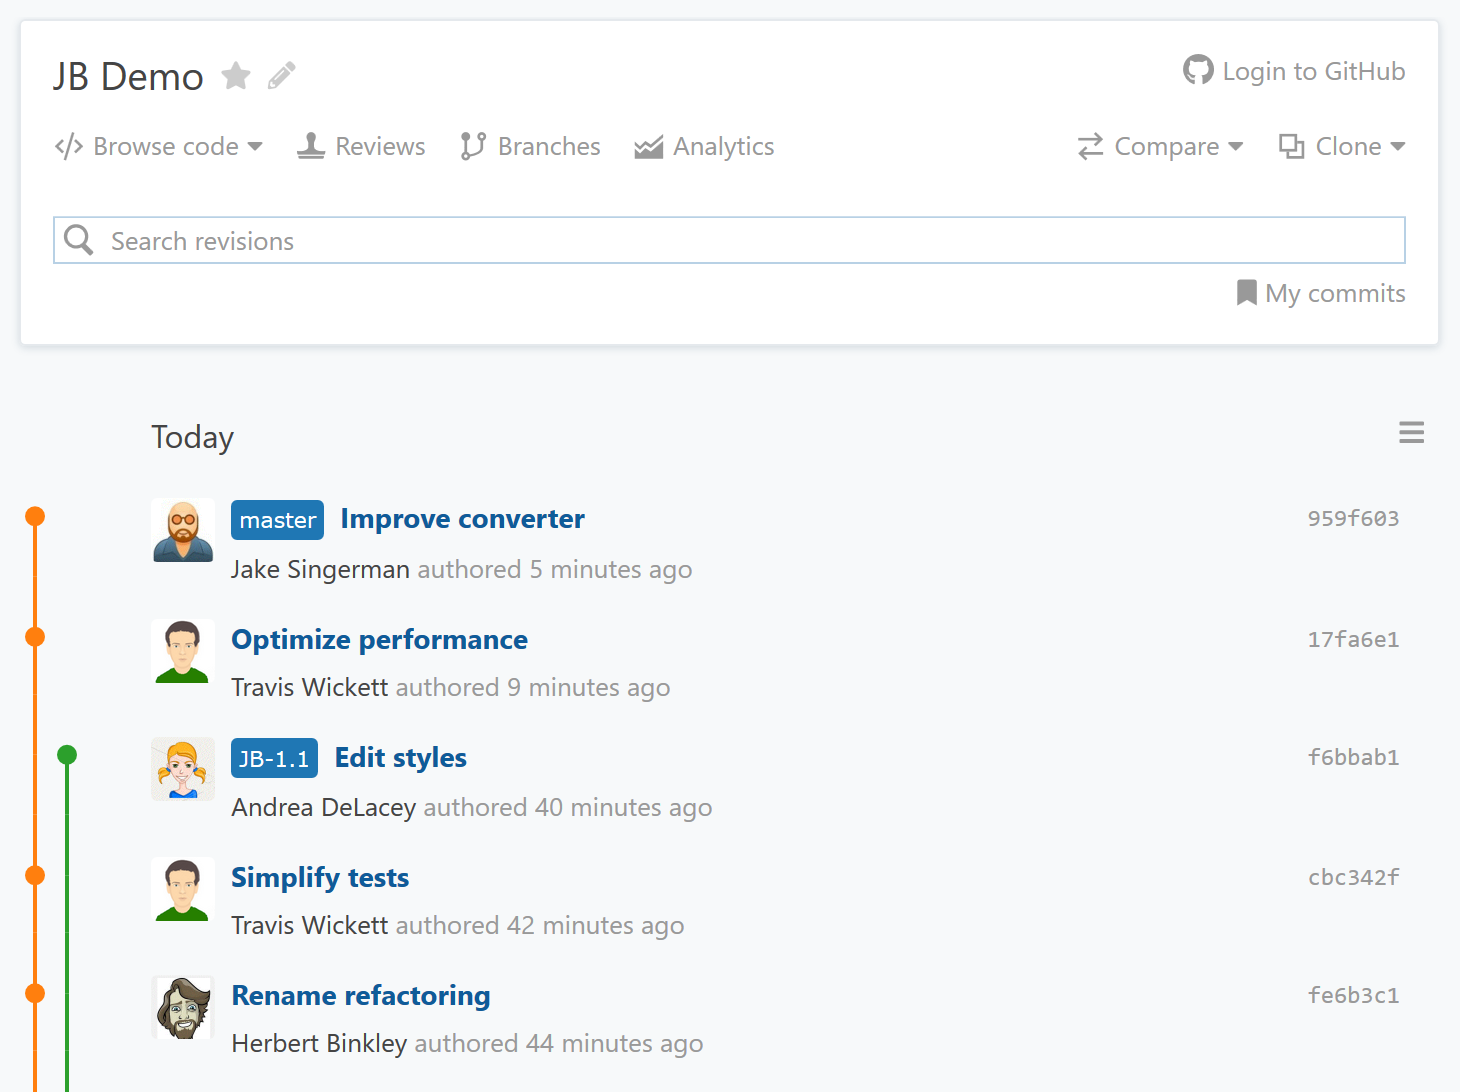 JB Demo
Login to GitHub
Browse code Reviews Branches Analytics Compare Clone
Search revisions
My commits
Today
master Improve converter 959f603
Jake Singerman authored 5 minutes ago
Optimize performance 17fa6e1
Travis Wickett authored 9 minutes ago
JB-1.1 Edit styles f6bbab1
Andrea DeLacey authored 40 minutes ago
Simplify tests cbc342f
Travis Wickett authored 42 minutes ago
Rename refactoring fe6b3c1
Herbert Binkley authored 44 minutes ago